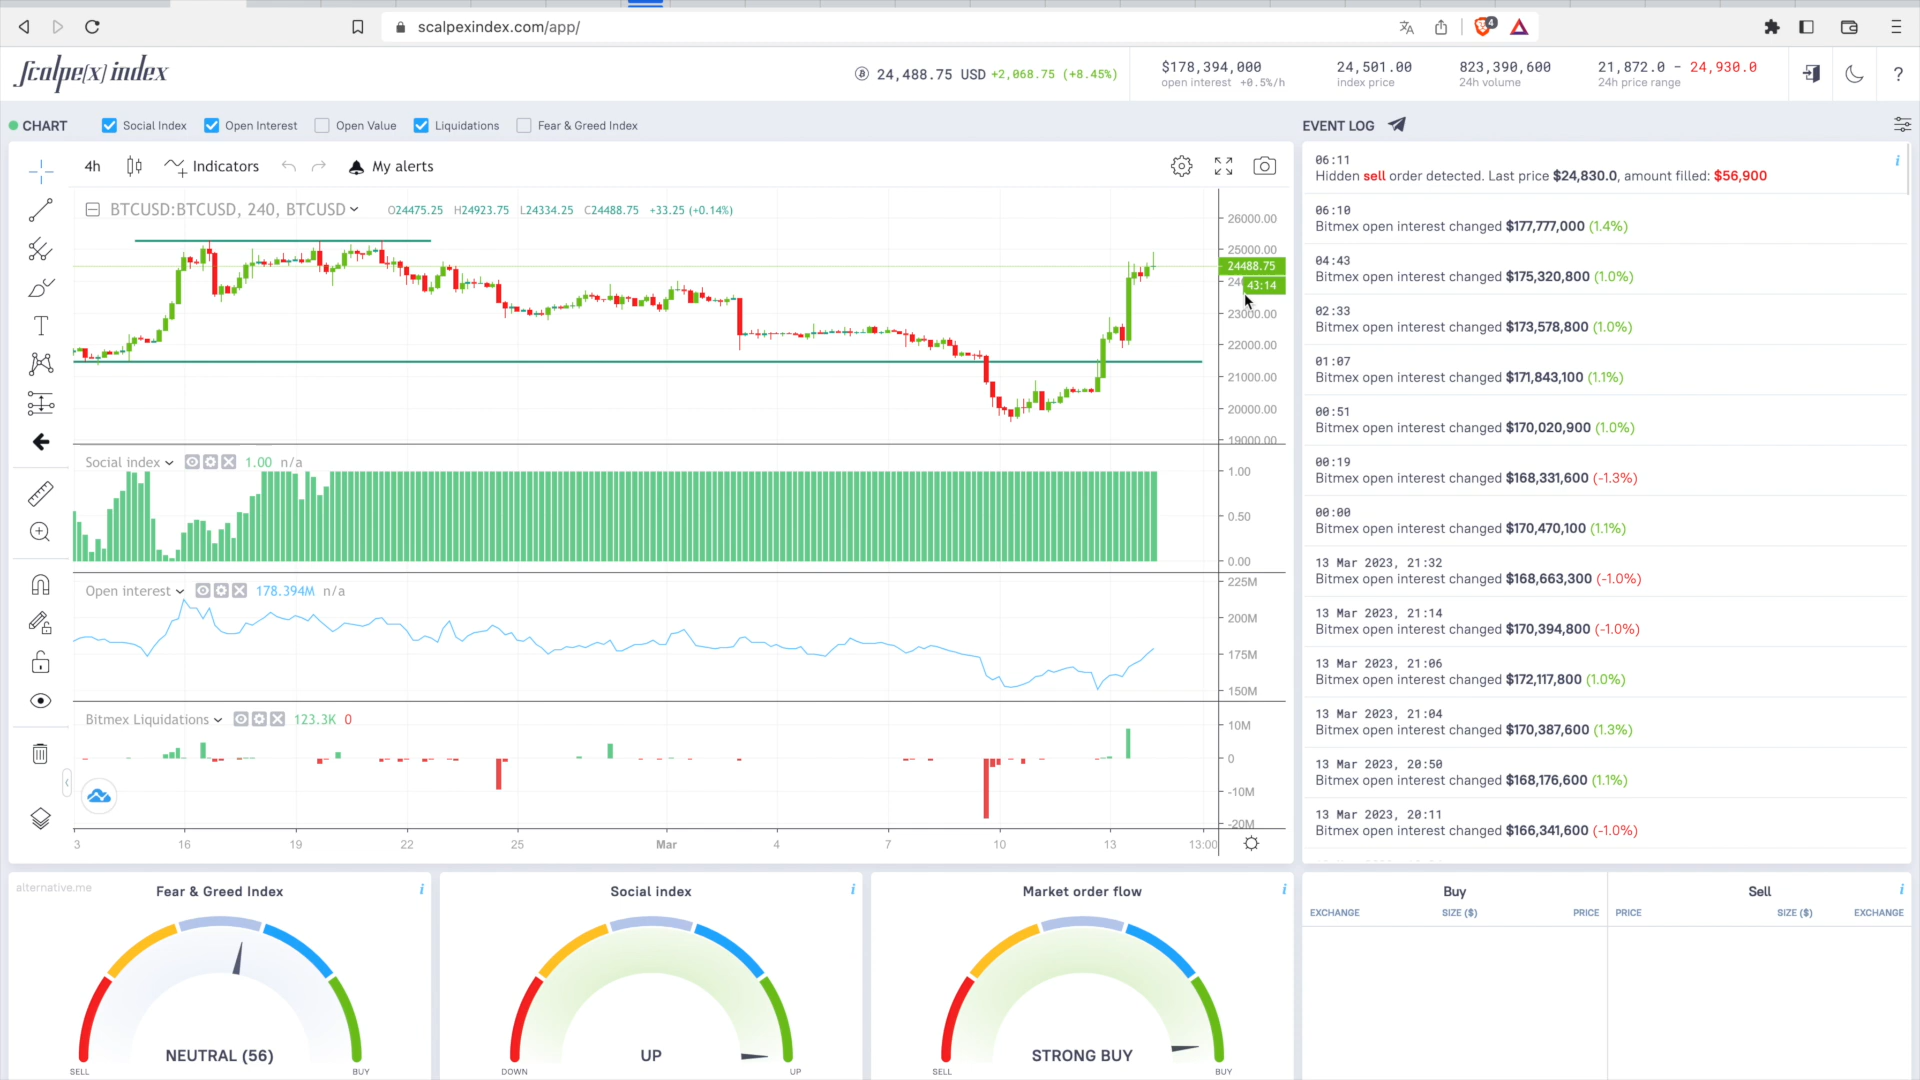 scalpexindex.com/app/
4
Scalpe(x) index
24,488.75 USD +2,068.75 (+8.45%)
$178,394,000
open interest +0.5%/h
24,501.00
index price
823,390,600
24h volume
21,872.0 - 24,930.0
24h price range
?
CHART
Social Index
Open Interest
Open Value
Liquidations
Fear & Greed Index
4h
Indicators
My alerts
BTCUSD:BTCUSD, 240, BTCUSD
O24475.25 H24923.75 L24334.25 C24488.75 +33.25 (+0.14%)
26000.00
25000.00
24488.75
43:14
23000.00
22000.00
21000.00
20000.00
19000.00
Social index
1.00 n/a
1.00
0.50
0.00
Open interest
178.394M n/a
225M
200M
175M
150M
Bitmex Liquidations
123.3K 0
10M
0
-10M
-20M
3 16 19 22 25 Mar 4 7 10 13 13:00
EVENT LOG
06:11
Hidden sell order detected. Last price $24,830.0, amount filled: $56,900
06:10
Bitmex open interest changed $177,777,000 (1.4%)
04:43
Bitmex open interest changed $175,320,800 (1.0%)
02:33
Bitmex open interest changed $173,578,800 (1.0%)
01:07
Bitmex open interest changed $171,843,100 (1.1%)
00:51
Bitmex open interest changed $170,020,900 (1.0%)
00:19
Bitmex open interest changed $168,331,600 (-1.3%)
00:00
Bitmex open interest changed $170,470,100 (1.1%)
13 Mar 2023, 21:32
Bitmex open interest changed $168,663,300 (-1.0%)
13 Mar 2023, 21:14
Bitmex open interest changed $170,394,800 (-1.0%)
13 Mar 2023, 21:06
Bitmex open interest changed $172,117,800 (1.0%)
13 Mar 2023, 21:04
Bitmex open interest changed $170,387,600 (1.3%)
13 Mar 2023, 20:50
Bitmex open interest changed $168,176,600 (1.1%)
13 Mar 2023, 20:11
Bitmex open interest changed $166,341,600 (-1.0%)
alternative.me
Fear & Greed Index
NEUTRAL (56)
SELL
BUY
Social index
UP
DOWN
UP
Market order flow
STRONG BUY
SELL
BUY
Buy
EXCHANGE SIZE ($) PRICE
Sell
PRICE SIZE ($) EXCHANGE